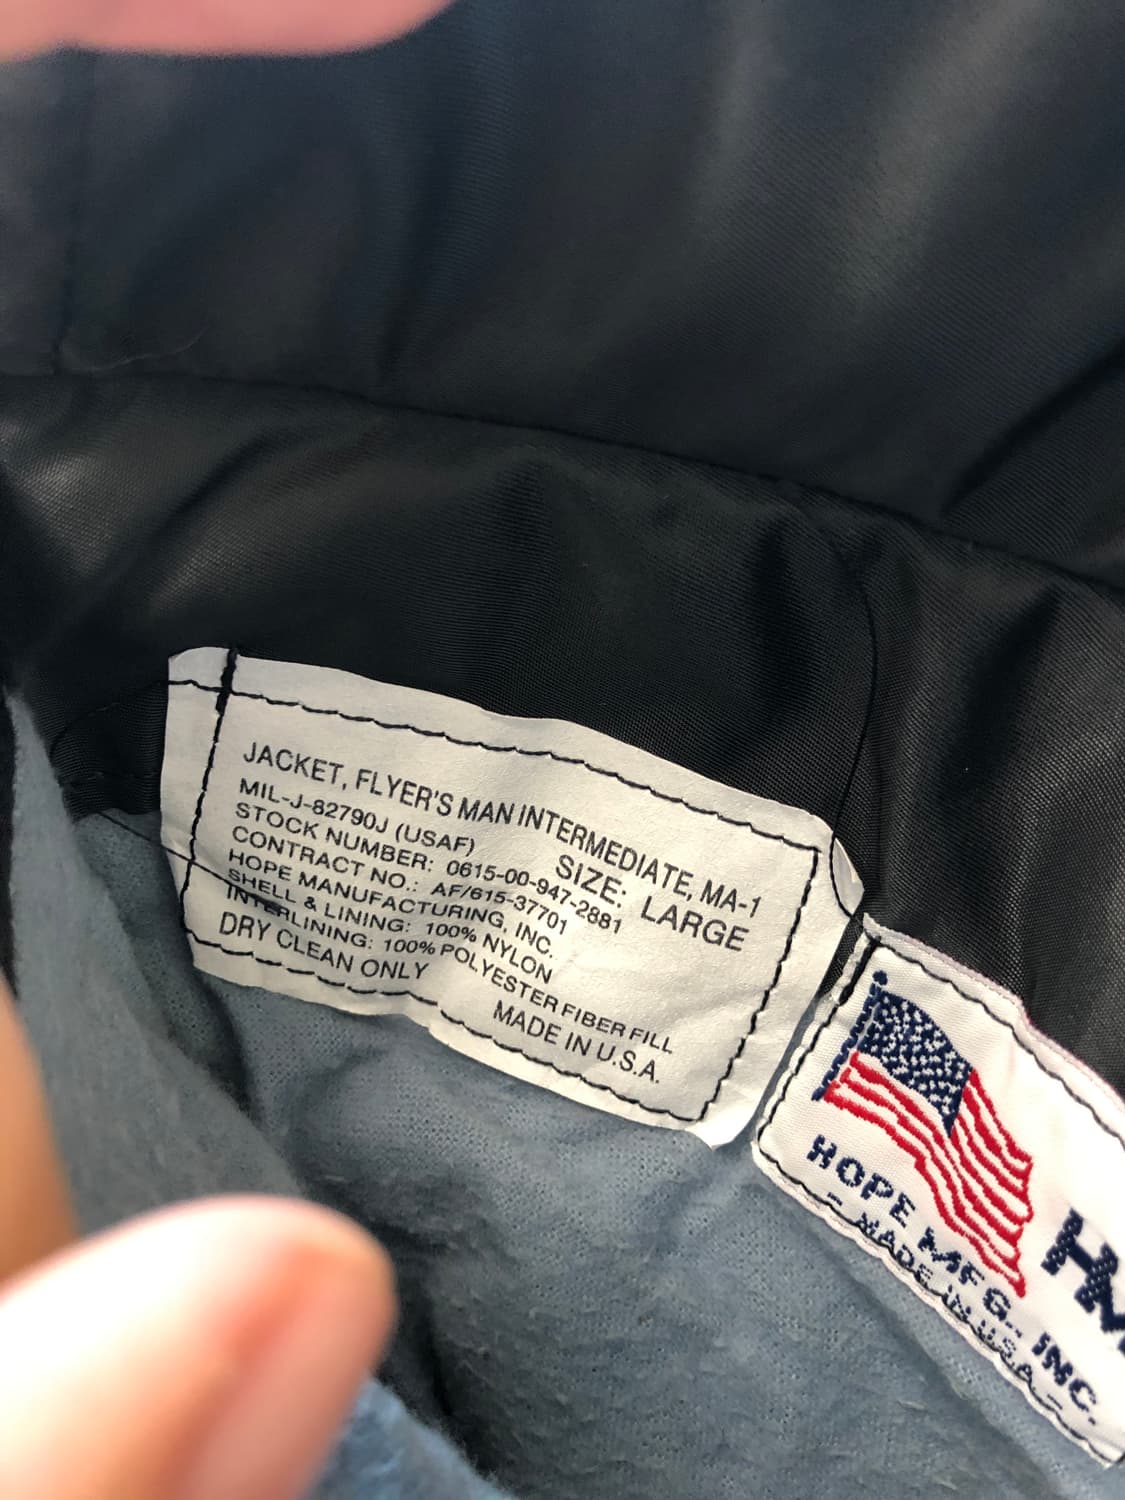 JACKET, FLYER'S MAN INTERMEDIATE, MA-1
MIL-J-82790J (USAF) SIZE: LARGE
STOCK NUMBER: 0615-00-947-2881
CONTRACT NO.: AF/615-37701
HOPE MANUFACTURING, INC.
SHELL & LINING: 100% NYLON
INTERLINING: 100% POLYESTER FIBER FILL
DRY CLEAN ONLY
MADE IN U.S.A.
HM
HOPE MFG., INC.
- MADE IN U.S.A. -